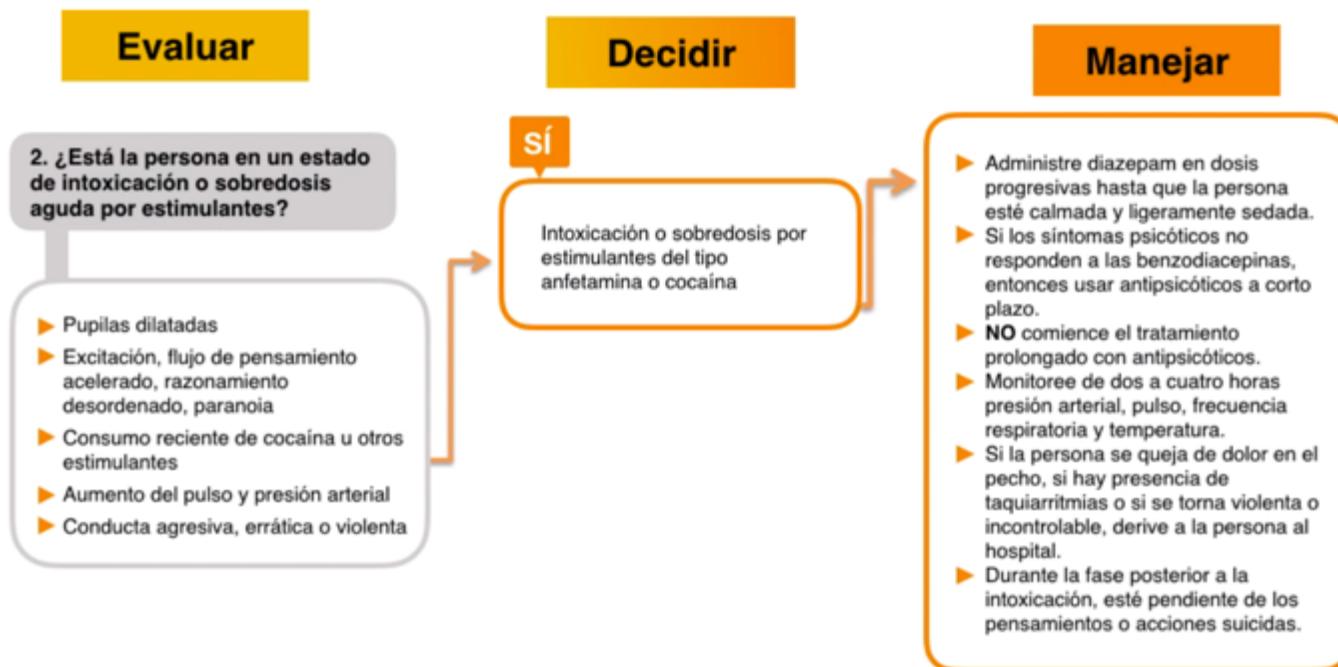 Evaluar
Decidir
Manejar
2. ¿Está la persona en un estado
de intoxicación o sobredosis
aguda por estimulantes?
Pupilas dilatadas
Excitación, flujo de pensamiento
acelerado, razonamiento
desordenado, paranoia
Consumo reciente de cocaína u otros
estimulantes
Aumento del pulso y presión arterial
Conducta agresiva, errática o violenta
SÍ
Intoxicación o sobredosis por
estimulantes del tipo
anfetamina o cocaína
Administre diazepam en dosis
progresivas hasta que la persona
esté calmada y ligeramente sedada.
Si los síntomas psicóticos no
responden a las benzodiacepinas,
entonces usar antipsicóticos a corto
plazo.
NO comience el tratamiento
prolongado con antipsicóticos.
Monitoree de dos a cuatro horas
presión arterial, pulso, frecuencia
respiratoria y temperatura.
Si la persona se queja de dolor en el
pecho, si hay presencia de
taquiarritmias o si se torna violenta o
incontrolable, derive a la persona al
hospital.
Durante la fase posterior a la
intoxicación, esté pendiente de los
pensamientos o acciones suicidas.